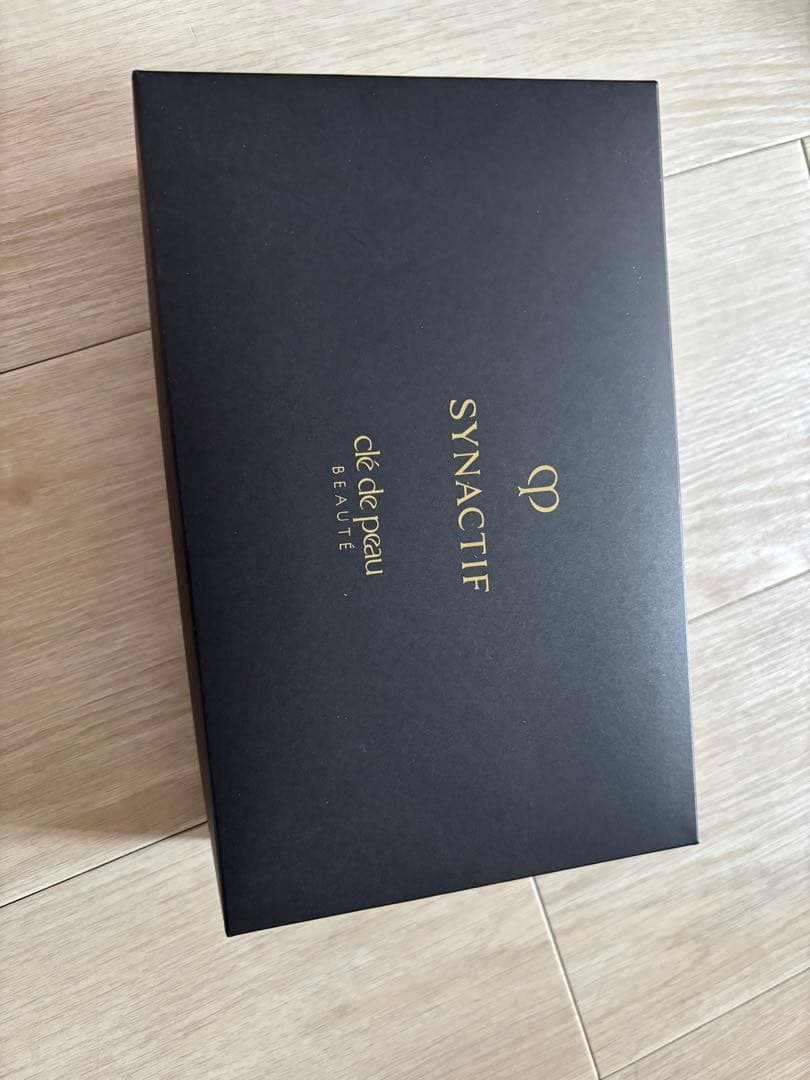 SYNACTIF
clé de peau
BEAUTÉ